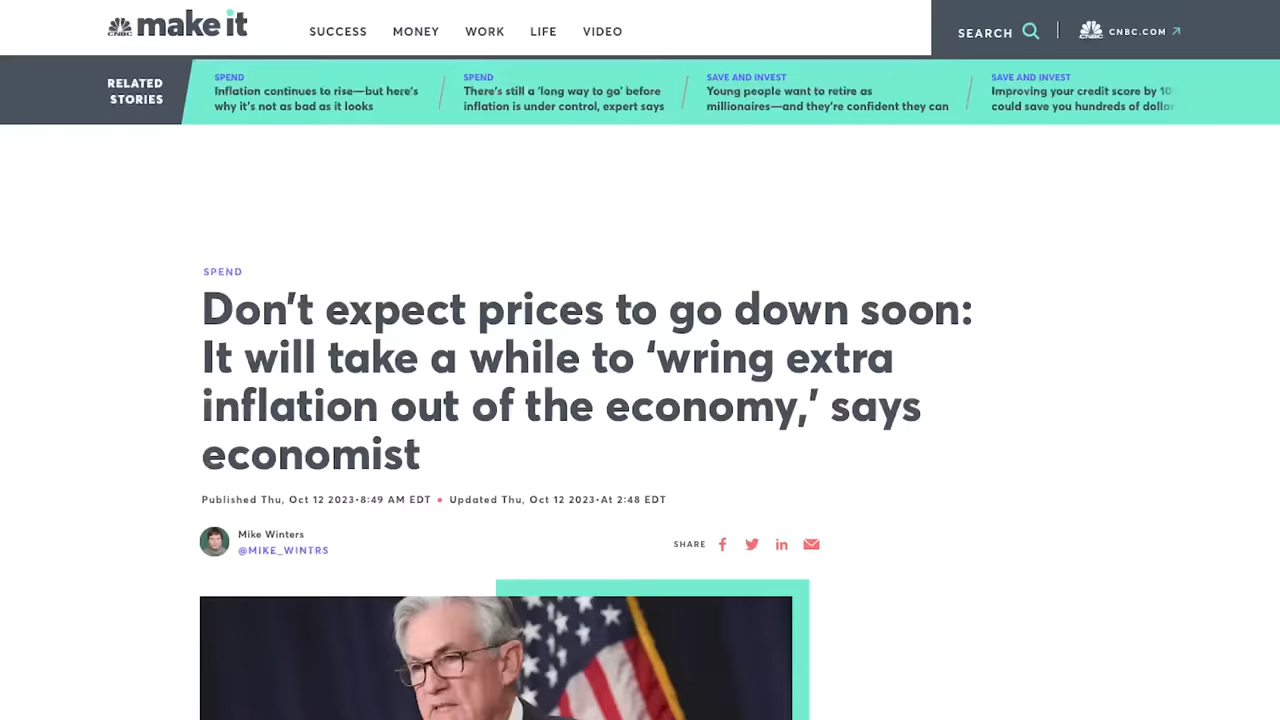 CNBC make it
SUCCESS MONEY WORK LIFE VIDEO
SEARCH
CNBC CNBC.COM
RELATED
STORIES
SPEND
Inflation continues to rise—but here's
why it's not as bad as it looks
SPEND
There's still a 'long way to go' before
inflation is under control, expert says
SAVE AND INVEST
Young people want to retire as
millionaires—and they're confident they can
SAVE AND INVEST
Improving your credit score by 10
could save you hundreds of dollar
SPEND
Don't expect prices to go down soon:
It will take a while to 'wring extra
inflation out of the economy,' says
economist
Published Thu, Oct 12 2023•8:49 AM EDT • Updated Thu, Oct 12 2023•At 2:48 EDT
Mike Winters
@MIKE_WINTRS
SHARE